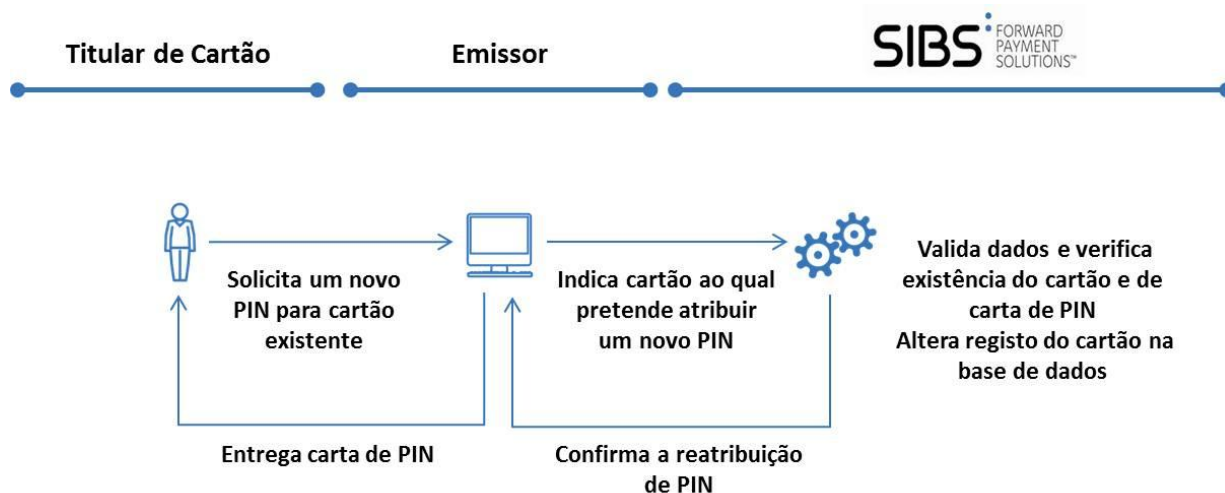 Titular de Cartão
Emissor
SIBS FORWARD
PAYMENT
SOLUTIONS™
Solicita um novo
PIN para cartão
existente
Indica cartão ao qual
pretende atribuir
um novo PIN
Valida dados e verifica
existência do cartão e de
carta de PIN
Altera registo do cartão na
base de dados
Entrega carta de PIN
Confirma a reatribuição
de PIN